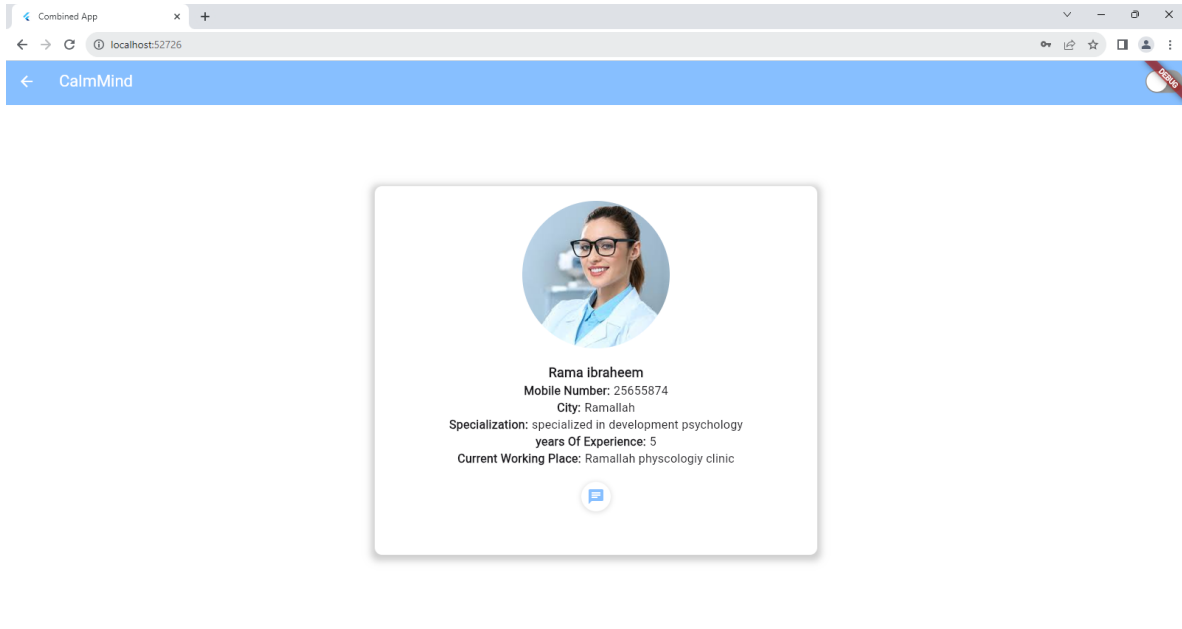 Combined App
localhost:52726
CalmMind
DEBUG
Rama ibraheem
Mobile Number: 25655874
City: Ramallah
Specialization: specialized in development psychology
years Of Experience: 5
Current Working Place: Ramallah physcologiy clinic